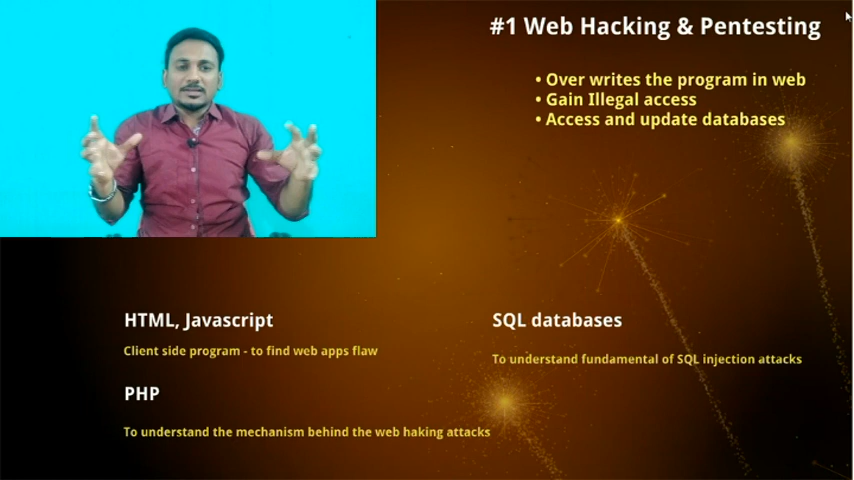 #1 Web Hacking & Pentesting
• Over writes the program in web
• Gain Illegal access
• Access and update databases
HTML, Javascript
Client side program - to find web apps flaw
PHP
To understand the mechanism behind the web haking attacks
SQL databases
To understand fundamental of SQL injection attacks